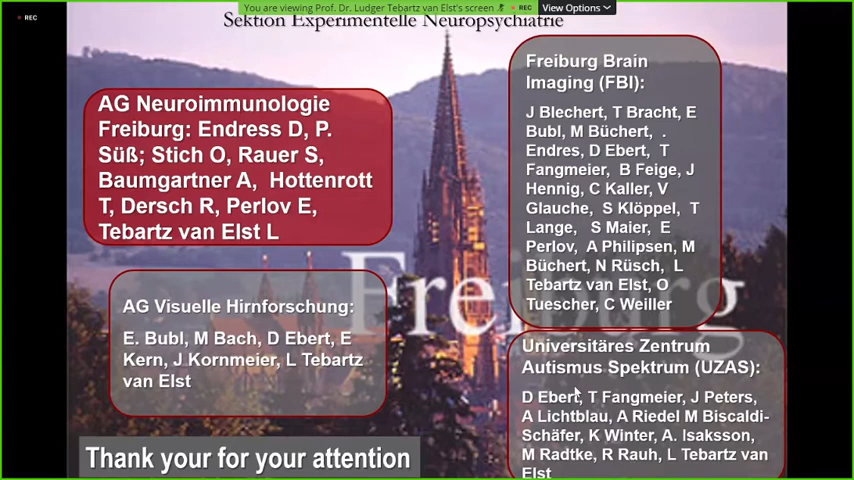 You are viewing Prof. Dr. Ludger Tebartz van Elst's screen
REC
View Options
REC
Sektion Experimentelle Neuropsychiatrie
AG Neuroimmunologie
Freiburg: Endress D, P.
Süß; Stich O, Rauer S,
Baumgartner A, Hottenrott
T, Dersch R, Perlov E,
Tebartz van Elst L
AG Visuelle Hirnforschung:
E. Bubl, M Bach, D Ebert, E
Kern, J Kornmeier, L Tebartz
van Elst
Freiburg Brain
Imaging (FBI):
J Blechert, T Bracht, E
Bubl, M Büchert, .
Endres, D Ebert, T
Fangmeier, B Feige, J
Hennig, C Kaller, V
Glauche, S Klöppel, T
Lange, S Maier, E
Perlov, A Philipsen, M
Büchert, N Rüsch, L
Tebartz van Elst, O
Tuescher, C Weiller
Freiburg
Universitäres Zentrum
Autismus Spektrum (UZAS):
D Ebert, T Fangmeier, J Peters,
A Lichtblau, A Riedel M Biscaldi-
Schäfer, K Winter, A. Isaksson,
M Radtke, R Rauh, L Tebartz van
Elst
Thank your for your attention